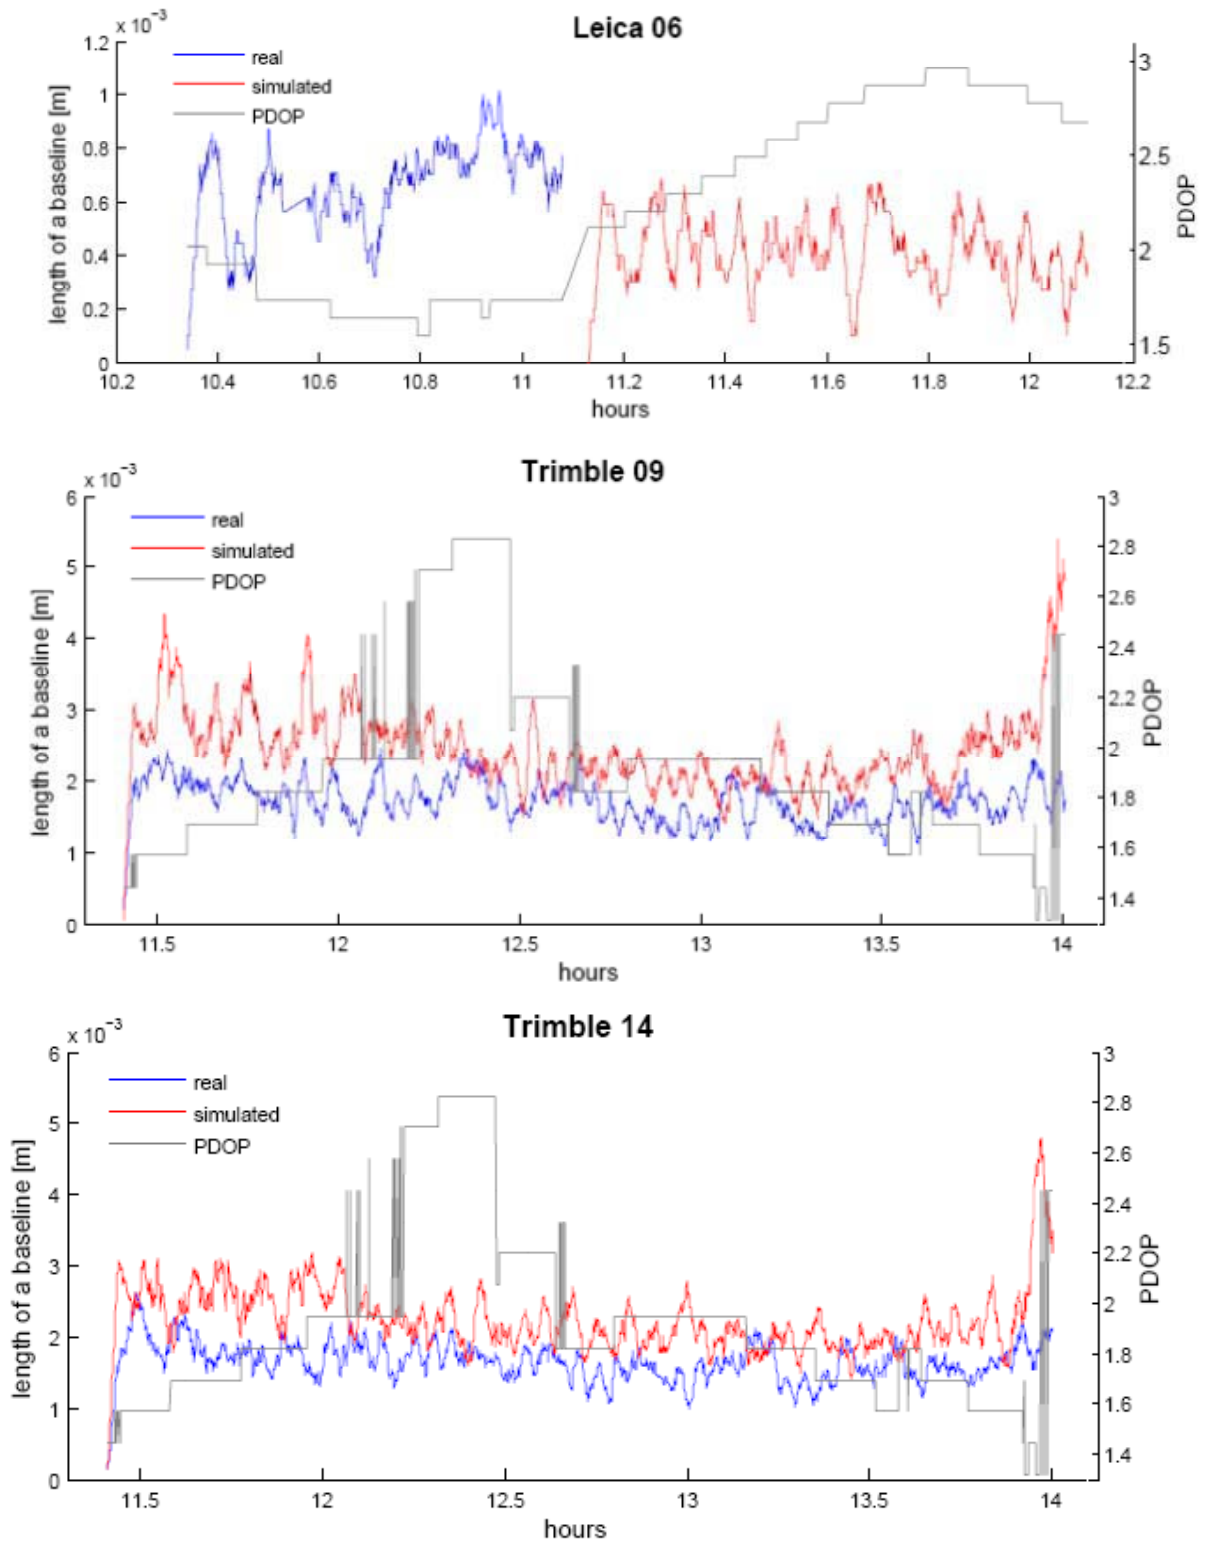 x 10⁻³
Leica 06
1.2
1
0.8
0.6
0.4
0.2
0
length of a baseline [m]
real
simulated
PDOP
3
2.5
2
1.5
PDOP
10.2 10.4 10.6 10.8 11 11.2 11.4 11.6 11.8 12 12.2
hours
x 10⁻³
Trimble 09
6
5
4
3
2
1
0
length of a baseline [m]
real
simulated
PDOP
3
2.8
2.6
2.4
2.2
2
1.8
1.6
1.4
PDOP
11.5 12 12.5 13 13.5 14
hours
x 10⁻³
Trimble 14
6
5
4
3
2
1
0
length of a baseline [m]
real
simulated
PDOP
3
2.8
2.6
2.4
2.2
2
1.8
1.6
1.4
PDOP
11.5 12 12.5 13 13.5 14
hours